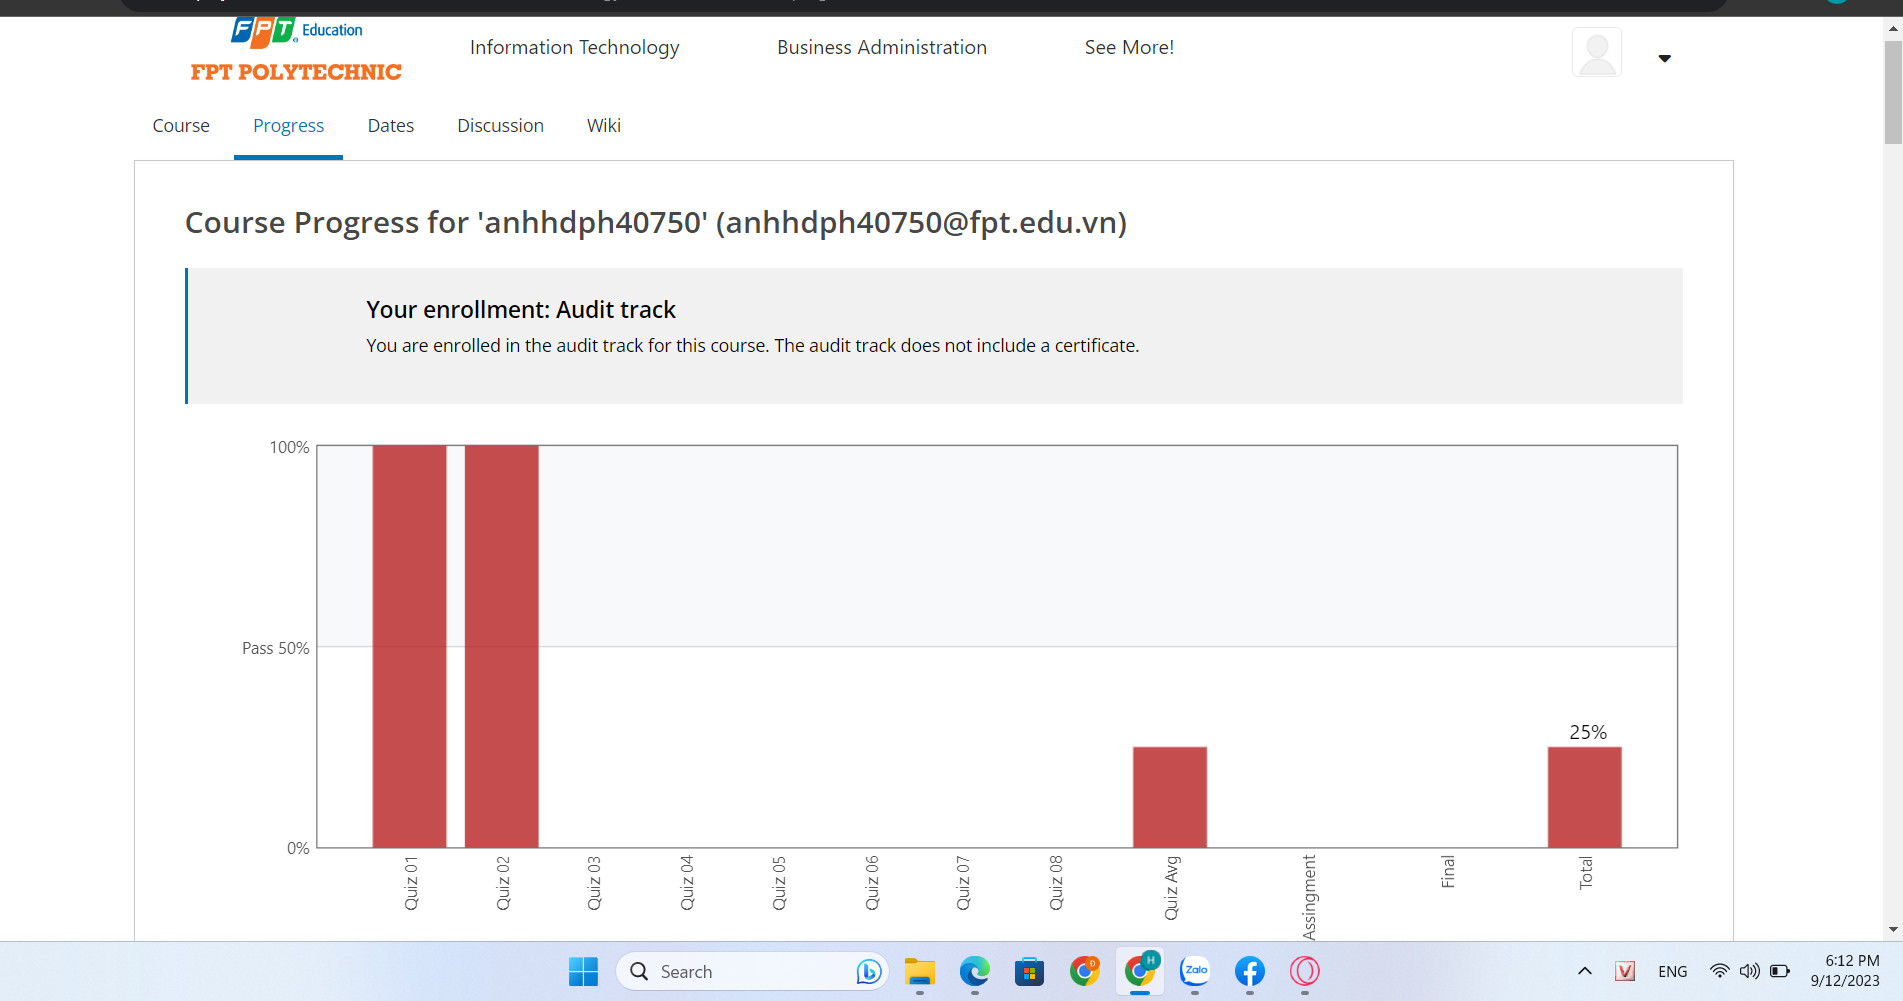 FPT Education
FPT POLYTECHNIC
Information Technology
Business Administration
See More!
Course
Progress
Dates
Discussion
Wiki
Course Progress for 'anhhdph40750' (anhhdph40750@fpt.edu.vn)
Your enrollment: Audit track
You are enrolled in the audit track for this course. The audit track does not include a certificate.
100%
Pass 50%
0%
25%
Quiz 01
Quiz 02
Quiz 03
Quiz 04
Quiz 05
Quiz 06
Quiz 07
Quiz 08
Quiz Avg
Assingment
Final
Total
Search
Zalo
ENG
6:12 PM
9/12/2023